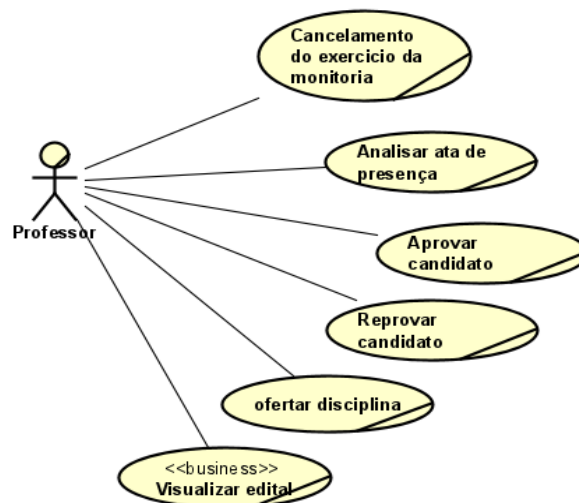 Cancelamento
do exercicio da
monitoria
Analisar ata de
presença
Professor
Aprovar
candidato
Reprovar
candidato
ofertar disciplina
<<business>>
Visualizar edital